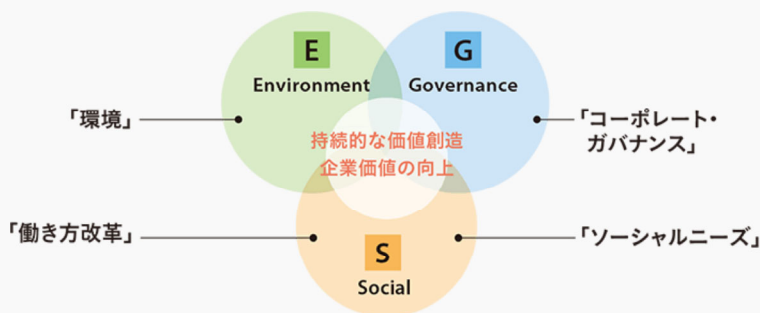 E
Environment
G
Governance
「環境」
「コーポレート・
ガバナンス」
持続的な価値創造
企業価値の向上
「働き方改革」
「ソーシャルニーズ」
S
Social